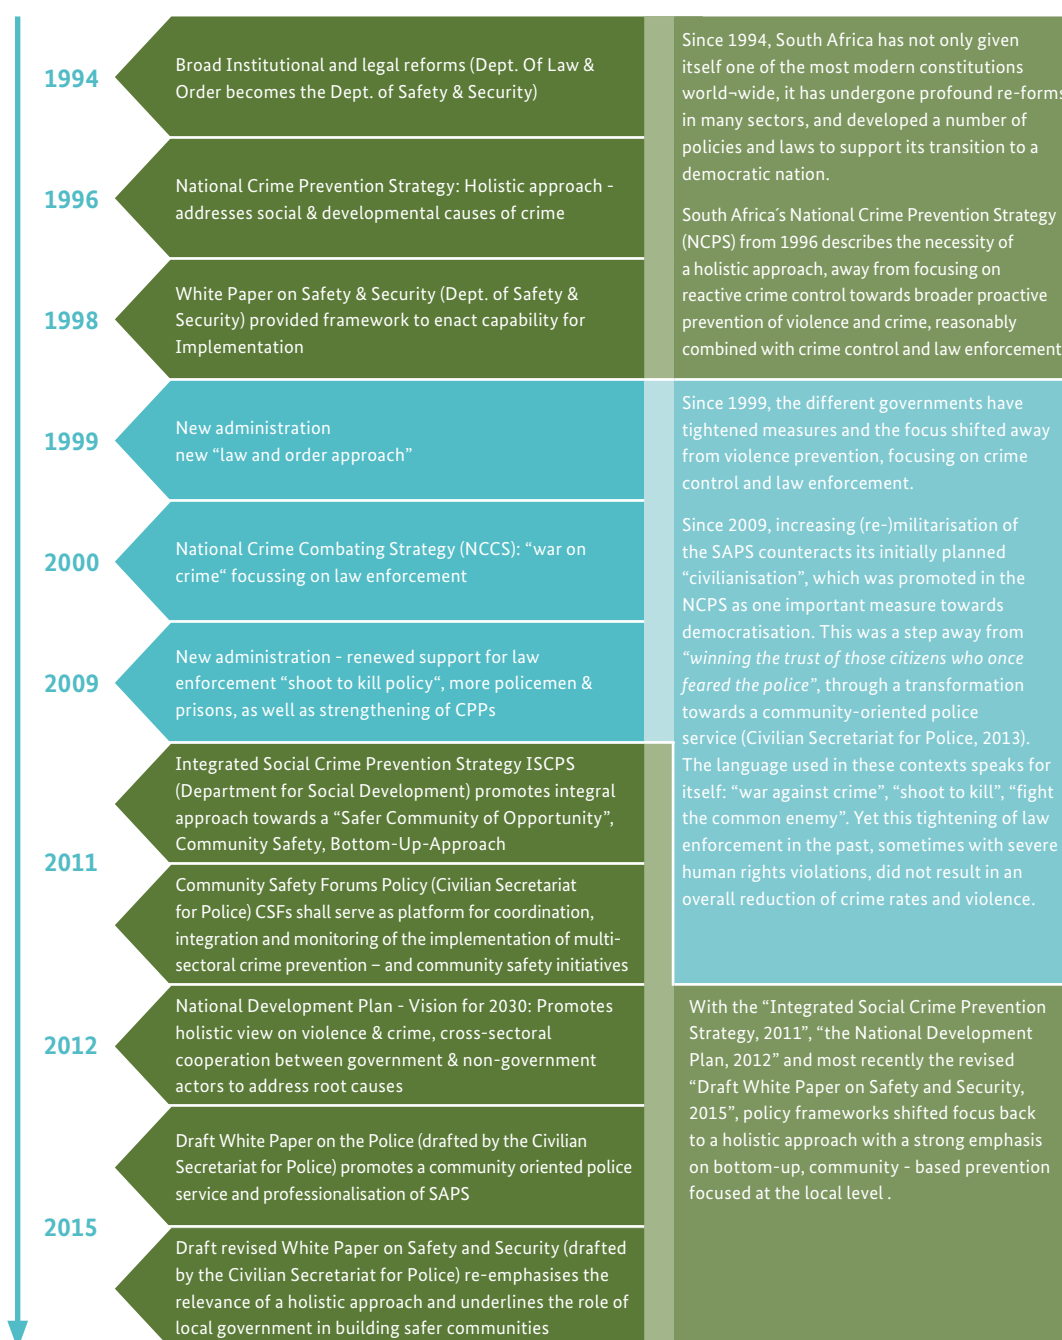 1994
Broad Institutional and legal reforms (Dept. Of Law &
Order becomes the Dept. of Safety & Security)
1996
National Crime Prevention Strategy: Holistic approach -
addresses social & developmental causes of crime
1998
White Paper on Safety & Security (Dept. of Safety &
Security) provided framework to enact capability for
Implementation
Since 1994, South Africa has not only given
itself one of the most modern constitutions
world¬wide, it has undergone profound re-forms
in many sectors, and developed a number of
policies and laws to support its transition to a
democratic nation.
South Africa´s National Crime Prevention Strategy
(NCPS) from 1996 describes the necessity of
a holistic approach, away from focusing on
reactive crime control towards broader proactive
prevention of violence and crime, reasonably
combined with crime control and law enforcement
1999
New administration
new “law and order approach”
2000
National Crime Combating Strategy (NCCS): “war on
crime“ focussing on law enforcement
2009
New administration - renewed support for law
enforcement “shoot to kill policy“, more policemen &
prisons, as well as strengthening of CPPs
Since 1999, the different governments have
tightened measures and the focus shifted away
from violence prevention, focusing on crime
control and law enforcement.
Since 2009, increasing (re-)militarisation of
the SAPS counteracts its initially planned
“civilianisation”, which was promoted in the
NCPS as one important measure towards
democratisation. This was a step away from
“winning the trust of those citizens who once
feared the police”, through a transformation
towards a community-oriented police
service (Civilian Secretariat for Police, 2013).
The language used in these contexts speaks for
itself: “war against crime”, “shoot to kill”, “fight
the common enemy”. Yet this tightening of law
enforcement in the past, sometimes with severe
human rights violations, did not result in an
overall reduction of crime rates and violence.
2011
Integrated Social Crime Prevention Strategy ISCPS
(Department for Social Development) promotes integral
approach towards a “Safer Community of Opportunity”,
Community Safety, Bottom-Up-Approach
Community Safety Forums Policy (Civilian Secretariat
for Police) CSFs shall serve as platform for coordination,
integration and monitoring of the implementation of multi-
sectoral crime prevention – and community safety initiatives
2012
National Development Plan - Vision for 2030: Promotes
holistic view on violence & crime, cross-sectoral
cooperation between government & non-government
actors to address root causes
2015
Draft White Paper on the Police (drafted by the Civilian
Secretariat for Police) promotes a community oriented police
service and professionalisation of SAPS
Draft revised White Paper on Safety and Security (drafted
by the Civilian Secretariat for Police) re-emphasises the
relevance of a holistic approach and underlines the role of
local government in building safer communities
With the “Integrated Social Crime Prevention
Strategy, 2011”, “the National Development
Plan, 2012” and most recently the revised
“Draft White Paper on Safety and Security,
2015”, policy frameworks shifted focus back
to a holistic approach with a strong emphasis
on bottom-up, community - based prevention
focused at the local level .